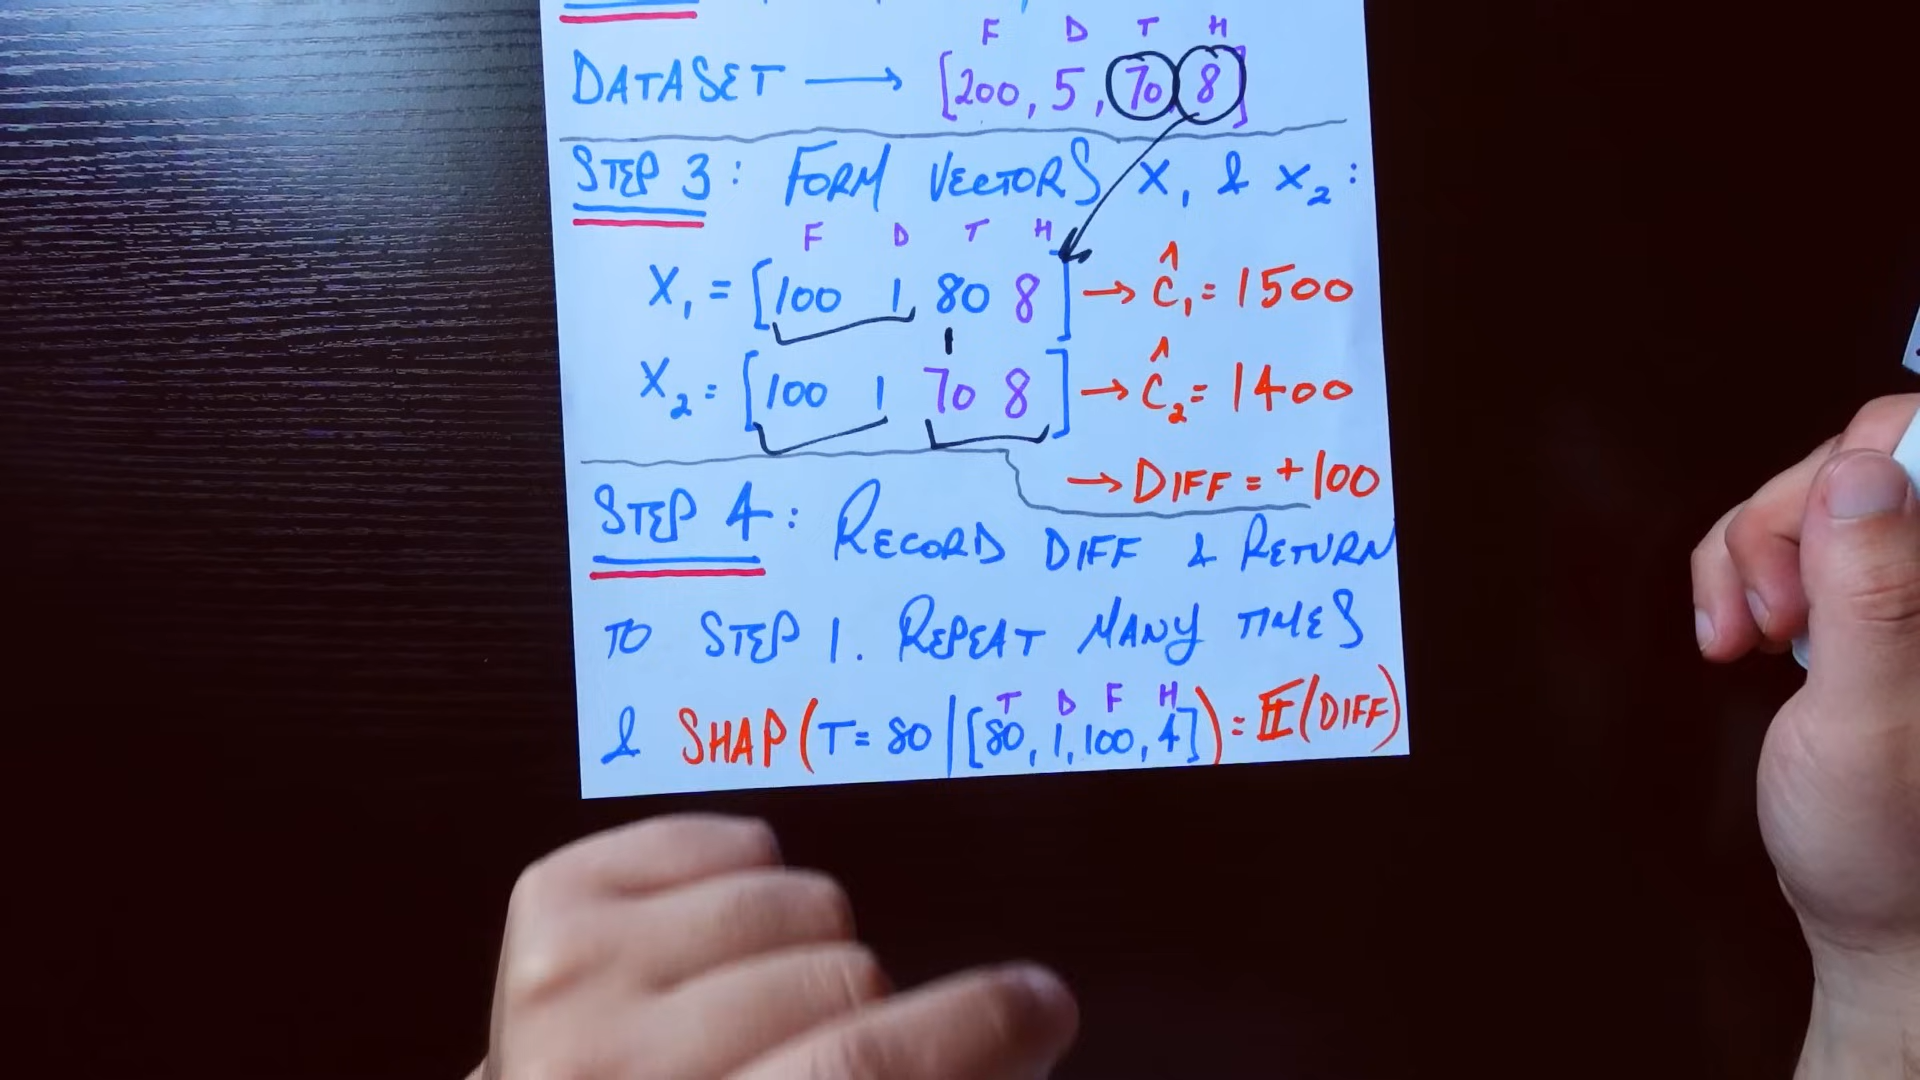 F D T H
DATASET → [200, 5, 70, 8]
STEP 3: FORM VECTORS X₁ & X₂:
F D T H
X₁ = [100 1 80 8] → Ĉ₁ = 1500
X₂ = [100 1 70 8] → Ĉ₂ = 1400
→ DIFF = +100
STEP 4: RECORD DIFF & RETURN
TO STEP 1. REPEAT MANY TIMES
T D F H
& SHAP(T = 80 | [80, 1, 100, 4]) = E(DIFF)